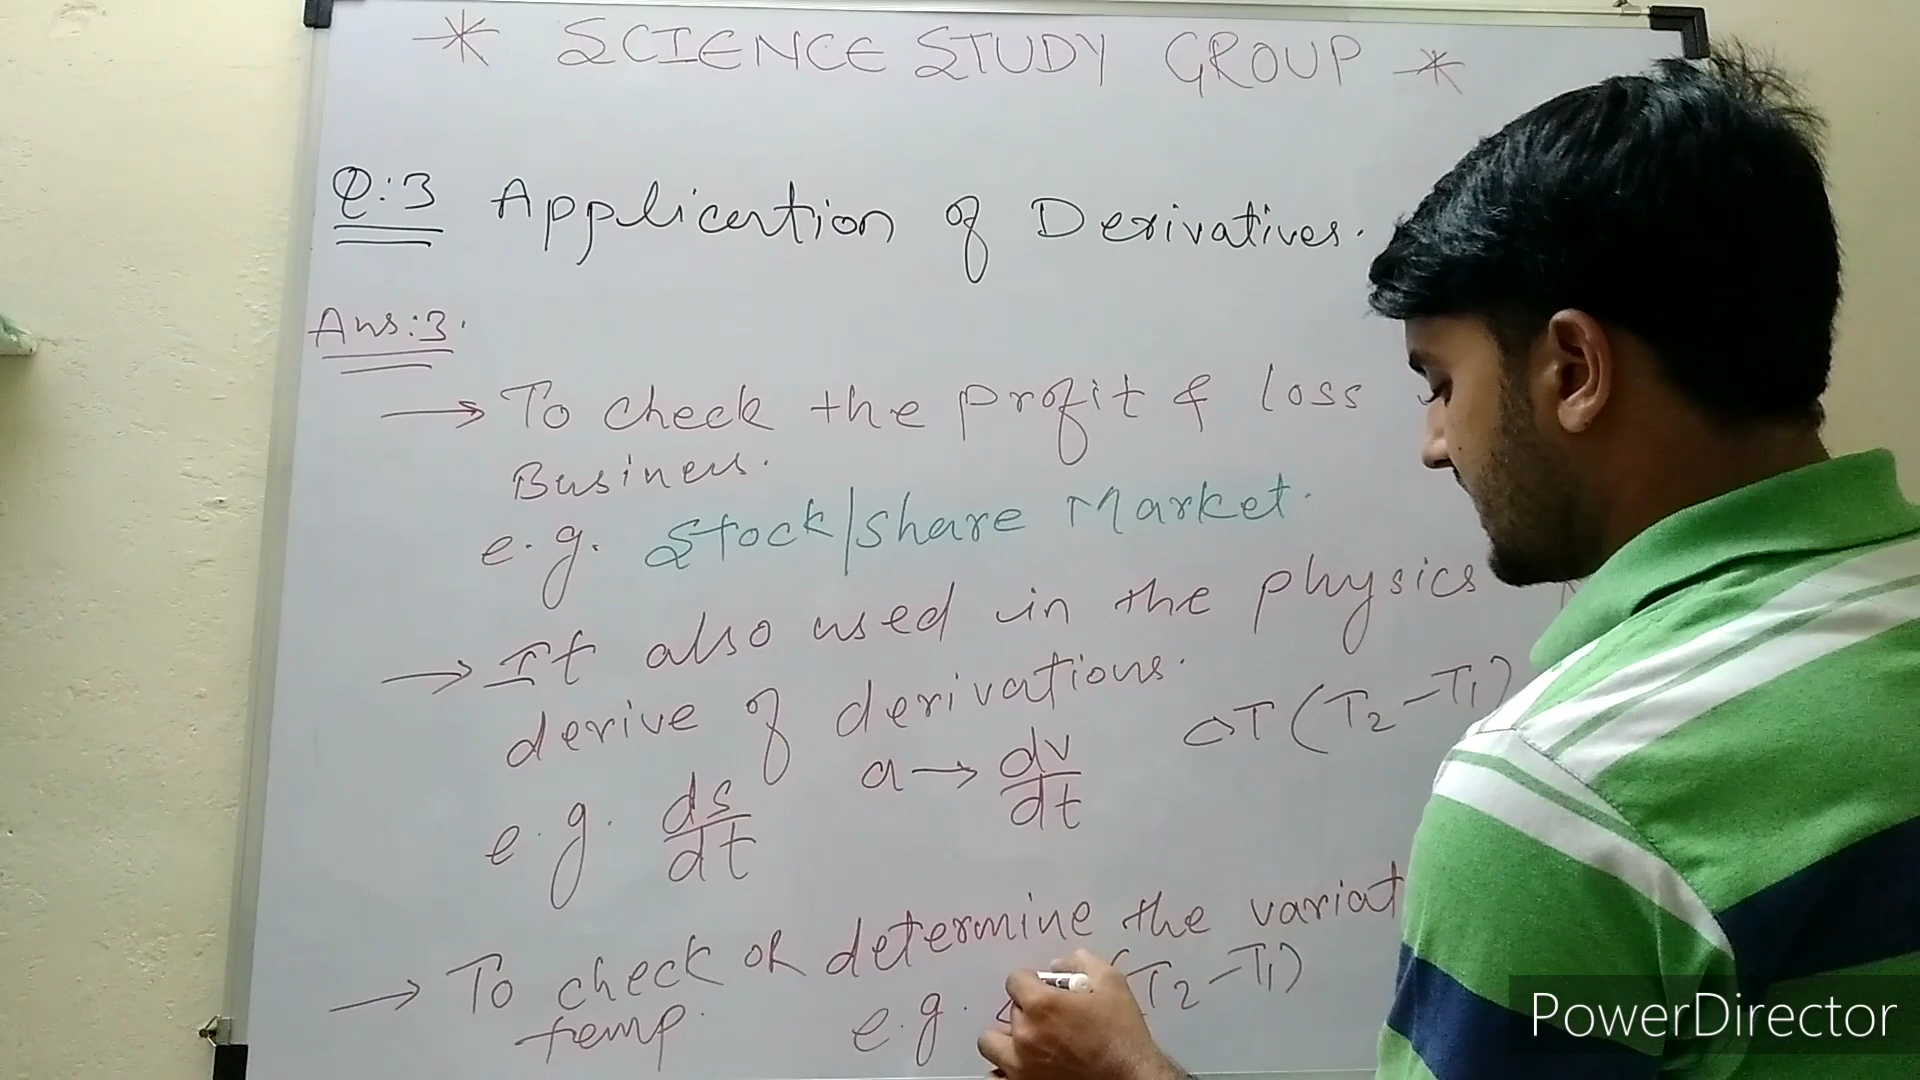 * SCIENCE STUDY GROUP *
Q:3 Application of Derivatives.
Ans:3.
→ To check the profit & loss
Business.
e.g. Stock/Share Market.
→ It also used in the physics
derive of derivations.
ΔT (T2-T1)
e.g. ds/dt a → dv/dt
→ To check or determine the variat
temp. e.g. (T2-T1)
PowerDirector